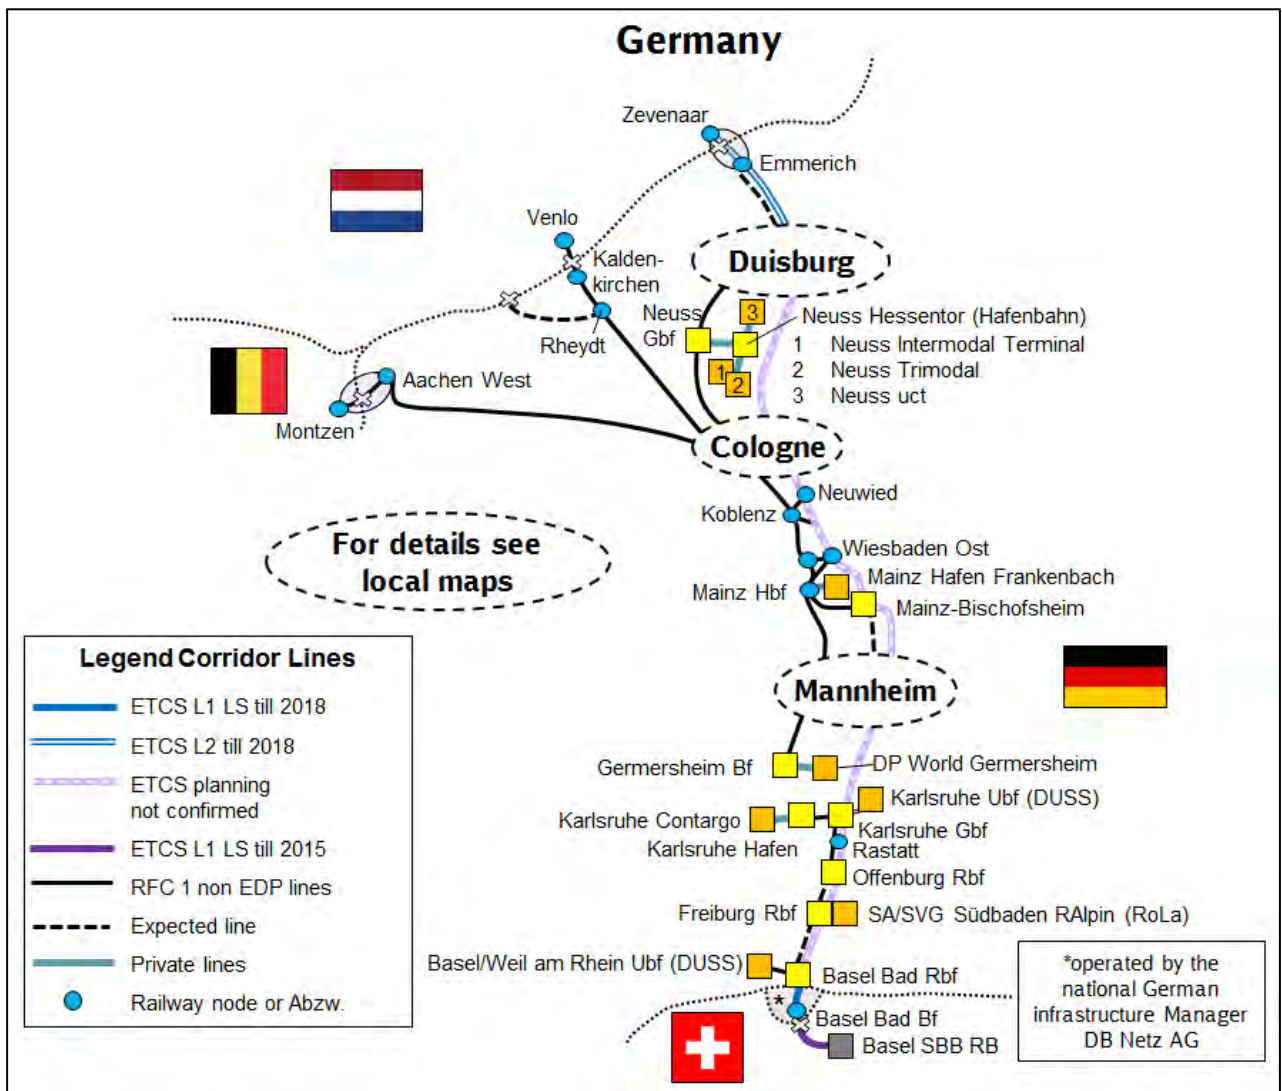 Germany
Zevenaar
Emmerich
Venlo
Kalden-
kirchen
Duisburg
Neuss
Gbf
3
Neuss Hessentor (Hafenbahn)
1 Neuss Intermodal Terminal
2 Neuss Trimodal
3 Neuss uct
1
2
Rheydt
Aachen West
Montzen
Cologne
Neuwied
Koblenz
For details see
local maps
Wiesbaden Ost
Mainz Hafen Frankenbach
Mainz Hbf
Mainz-Bischofsheim
Mannheim
Germersheim Bf
DP World Germersheim
Karlsruhe Ubf (DUSS)
Karlsruhe Contargo
Karlsruhe Gbf
Karlsruhe Hafen
Rastatt
Offenburg Rbf
Freiburg Rbf
SA/SVG Südbaden RAlpin (RoLa)
Basel/Weil am Rhein Ubf (DUSS)
Basel Bad Rbf
*
Basel Bad Bf
Basel SBB RB
Legend Corridor Lines
ETCS L1 LS till 2018
ETCS L2 till 2018
ETCS planning
not confirmed
ETCS L1 LS till 2015
RFC 1 non EDP lines
Expected line
Private lines
Railway node or Abzw.
*operated by the
national German
infrastructure Manager
DB Netz AG